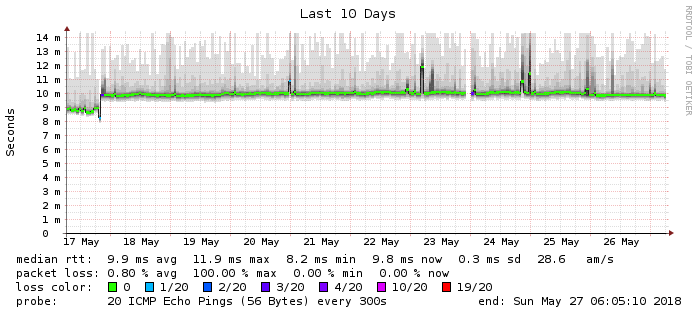 Last 10 Days
RRDTOOL / TOBI OETIKER
Seconds
14 m
13 m
12 m
11 m
10 m
9 m
8 m
7 m
6 m
5 m
4 m
3 m
2 m
1 m
0
17 May 18 May 19 May 20 May 21 May 22 May 23 May 24 May 25 May 26 May
median rtt: 9.9 ms avg 11.9 ms max 8.2 ms min 9.8 ms now 0.3 ms sd 28.6 am/s
packet loss: 0.80 % avg 100.00 % max 0.00 % min 0.00 % now
loss color: 0 1/20 2/20 3/20 4/20 10/20 19/20
probe: 20 ICMP Echo Pings (56 Bytes) every 300s end: Sun May 27 06:05:10 2018